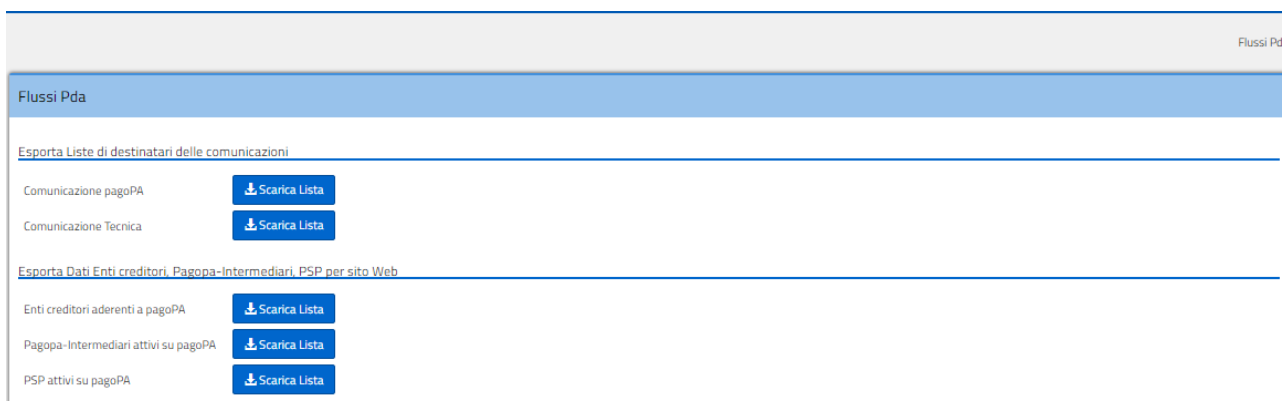 Flussi Pd
Flussi Pda
Esporta Liste di destinatari delle comunicazioni
Comunicazione pagoPA Scarica Lista
Comunicazione Tecnica Scarica Lista
Esporta Dati Enti creditori, Pagopa-Intermediari, PSP per sito Web
Enti creditori aderenti a pagoPA Scarica Lista
Pagopa-Intermediari attivi su pagoPA Scarica Lista
PSP attivi su pagoPA Scarica Lista